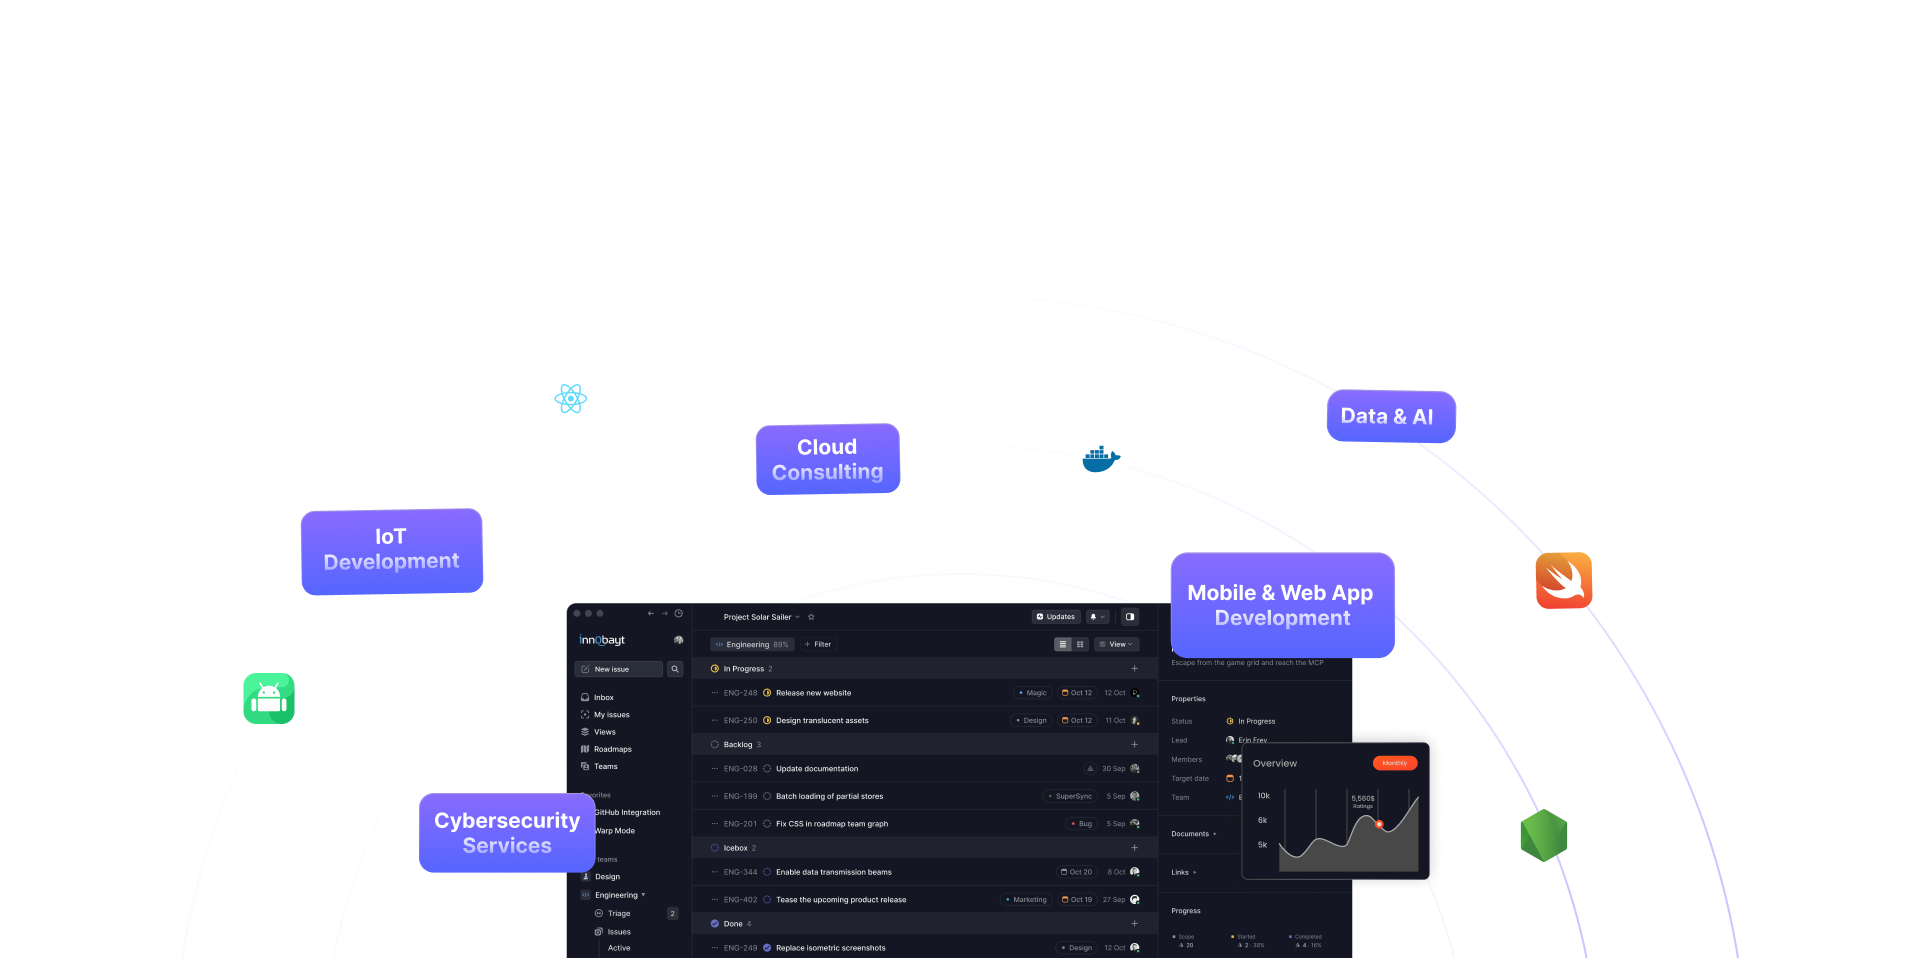 Data & AI
Cloud
Consulting
IoT
Development
Mobile & Web App
Development
Cybersecurity
Services
innobayt
New issue
Inbox
My issues
Views
Roadmaps
Teams
GitHub Integration
Warp Mode
teams
Design
Engineering
Triage 2
Issues
Active
Project Solar Sailer
Updates
Engineering 89%
Filter
View
In Progress 2
ENG-248 Release new website Magic Oct 12 12 Oct
ENG-250 Design translucent assets Design Oct 12 11 Oct
Backlog 3
ENG-028 Update documentation 30 Sep
ENG-199 Batch loading of partial stores SuperSync 5 Sep
ENG-201 Fix CSS in roadmap team graph Bug 5 Sep
Icebox 2
ENG-344 Enable data transmission beams Oct 20 8 Oct
ENG-402 Tease the upcoming product release Marketing Oct 19 27 Sep
Done 4
ENG-249 Replace isometric screenshots Design 12 Oct
Escape from the game grid and reach the MCP
Properties
Status In Progress
Lead Erin Frey
Members
Target date
Team
Documents
Links
Progress
Scope Started Completed
20 2 · 38% 4 · 16%
Overview Monthly
10k
6k
5k
5,560$
Ratings